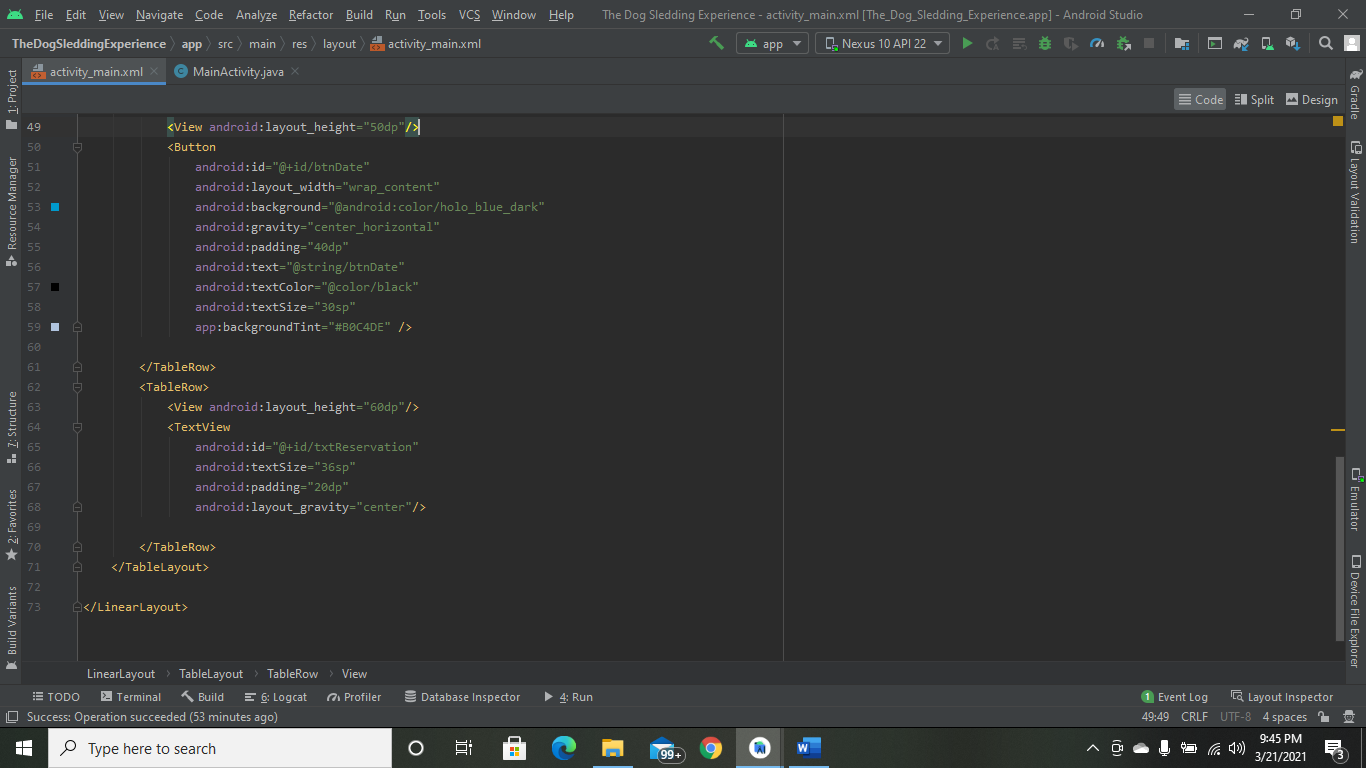 File Edit View Navigate Code Analyze Refactor Build Run Tools VCS Window Help The Dog Sledding Experience - activity_main.xml [The_Dog_Sledding_Experience.app] - Android Studio
TheDogSleddingExperience app src main res layout activity_main.xml app Nexus 10 API 22
activity_main.xml MainActivity.java
Code Split Design
49 <View android:layout_height="50dp"/>
50 <Button
51 android:id="@+id/btnDate"
52 android:layout_width="wrap_content"
53 android:background="@android:color/holo_blue_dark"
54 android:gravity="center_horizontal"
55 android:padding="40dp"
56 android:text="@string/btnDate"
57 android:textColor="@color/black"
58 android:textSize="30sp"
59 app:backgroundTint="#B0C4DE" />
60
61 </TableRow>
62 <TableRow>
63 <View android:layout_height="60dp"/>
64 <TextView
65 android:id="@+id/txtReservation"
66 android:textSize="36sp"
67 android:padding="20dp"
68 android:layout_gravity="center"/>
69
70 </TableRow>
71 </TableLayout>
72
73 </LinearLayout>
1: Project
Resource Manager
7: Structure
2: Favorites
Build Variants
Gradle
Layout Validation
Emulator
Device File Explorer
LinearLayout TableLayout TableRow View
TODO Terminal Build 6: Logcat Profiler Database Inspector 4: Run 1 Event Log Layout Inspector
Success: Operation succeeded (53 minutes ago) 49:49 CRLF UTF-8 4 spaces
Type here to search 99+ W 9:45 PM
3/21/2021 3